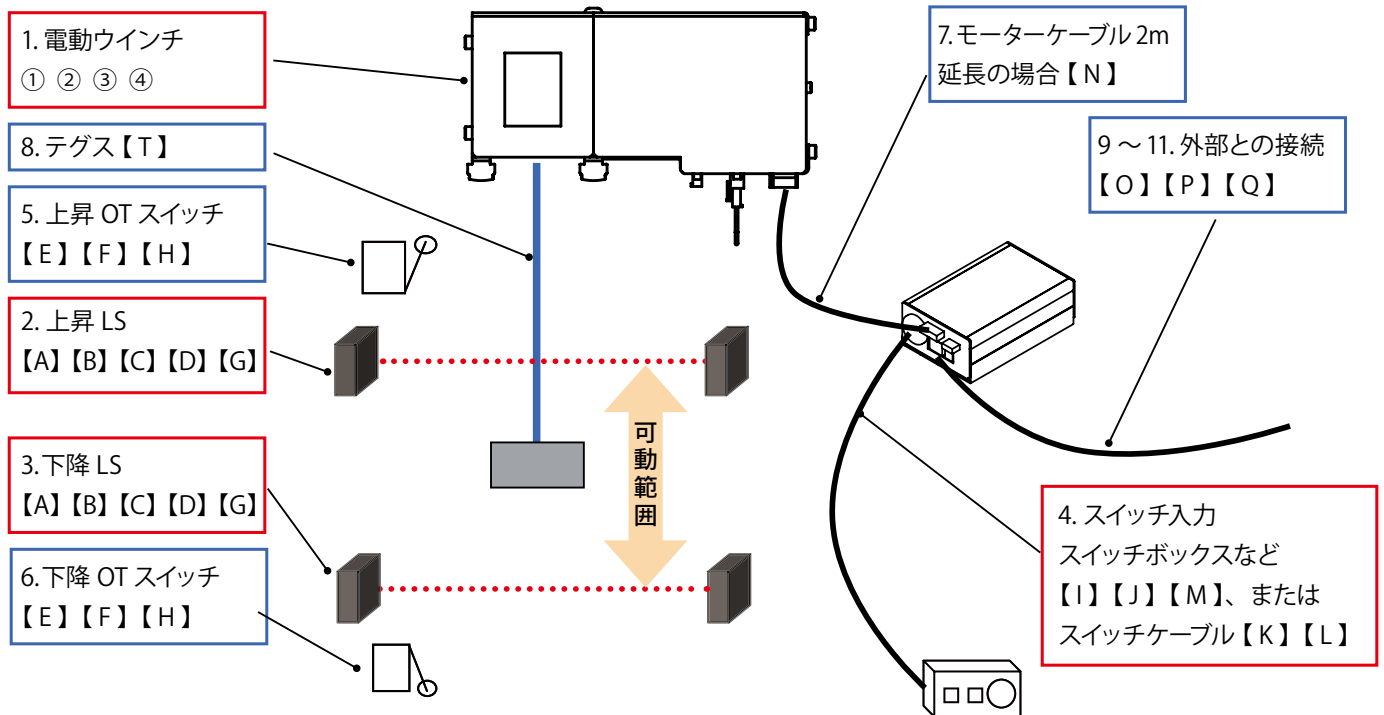 1. 電動ウインチ
① ② ③ ④
8. テグス【T】
5. 上昇 OT スイッチ
【E】【F】【H】
2. 上昇 LS
【A】【B】【C】【D】【G】
3. 下降 LS
【A】【B】【C】【D】【G】
6. 下降 OT スイッチ
【E】【F】【H】
可動範囲
7. モーターケーブル 2m
延長の場合【N】
9 ～ 11. 外部との接続
【O】【P】【Q】
4. スイッチ入力
スイッチボックスなど
【I】【J】【M】、または
スイッチケーブル【K】【L】